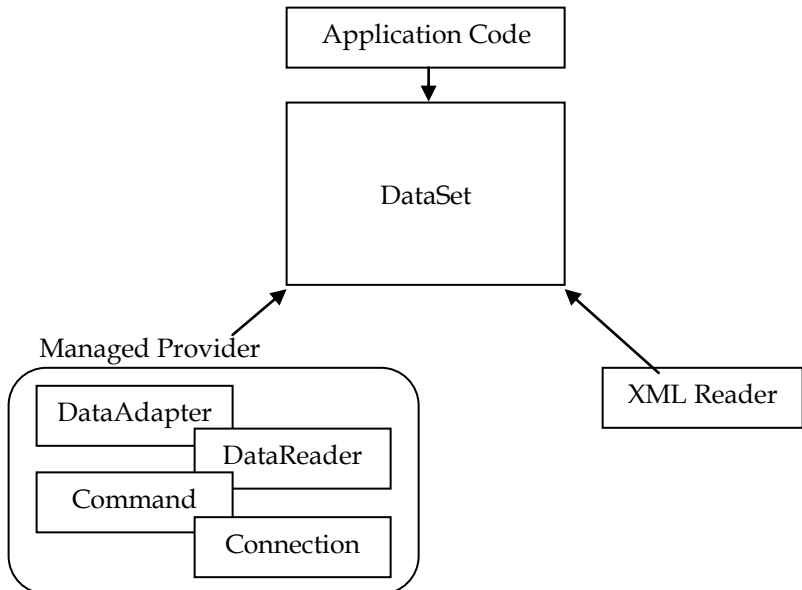 Application Code
DataSet
Managed Provider
XML Reader
DataAdapter
DataReader
Command
Connection